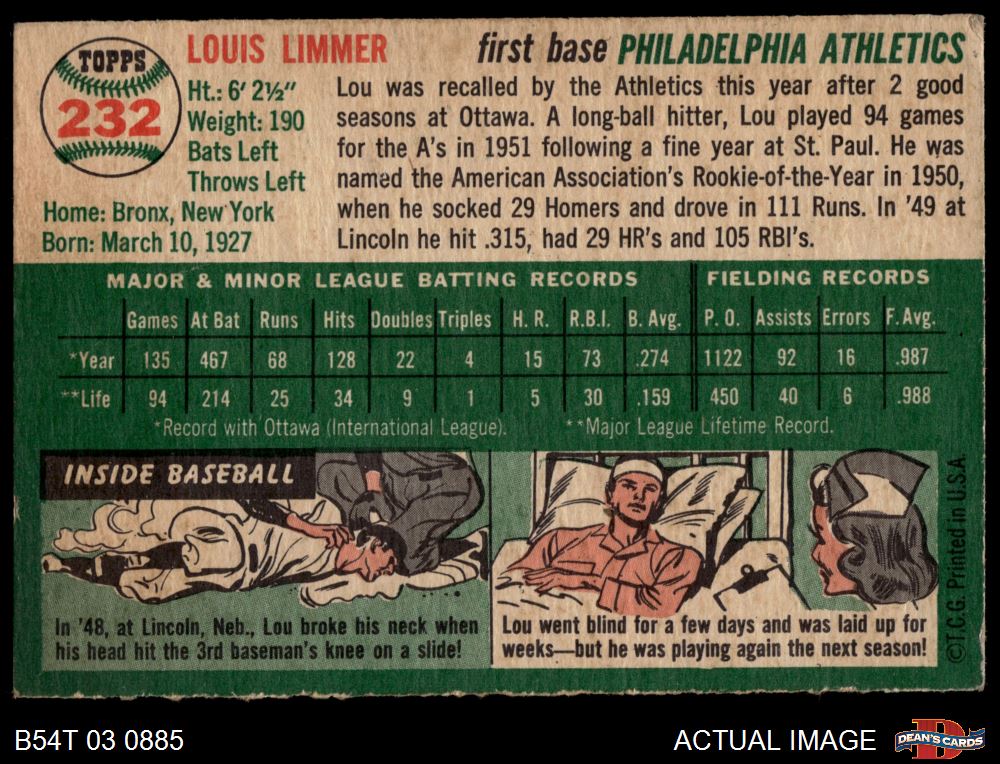 TOPPS
232
LOUIS LIMMER
first base PHILADELPHIA ATHLETICS
Ht.: 6' 2½"
Weight: 190
Bats Left
Throws Left
Home: Bronx, New York
Born: March 10, 1927
Lou was recalled by the Athletics this year after 2 good
seasons at Ottawa. A long-ball hitter, Lou played 94 games
for the A's in 1951 following a fine year at St. Paul. He was
named the American Association's Rookie-of-the-Year in 1950,
when he socked 29 Homers and drove in 111 Runs. In '49 at
Lincoln he hit .315, had 29 HR's and 105 RBI's.
MAJOR & MINOR LEAGUE BATTING RECORDS FIELDING RECORDS
Games At Bat Runs Hits Doubles Triples H. R. R.B.I. B. Avg. P. O. Assists Errors F. Avg.
*Year 135 467 68 128 22 4 15 73 .274 1122 92 16 .987
**Life 94 214 25 34 9 1 5 30 .159 450 40 6 .988
*Record with Ottawa (International League). **Major League Lifetime Record.
INSIDE BASEBALL
In '48, at Lincoln, Neb., Lou broke his neck when
his head hit the 3rd baseman's knee on a slide!
Lou went blind for a few days and was laid up for
weeks—but he was playing again the next season!
©T.C.G. Printed in U.S.A.
B54T 03 0885
ACTUAL IMAGE
DEAN'S CARDS